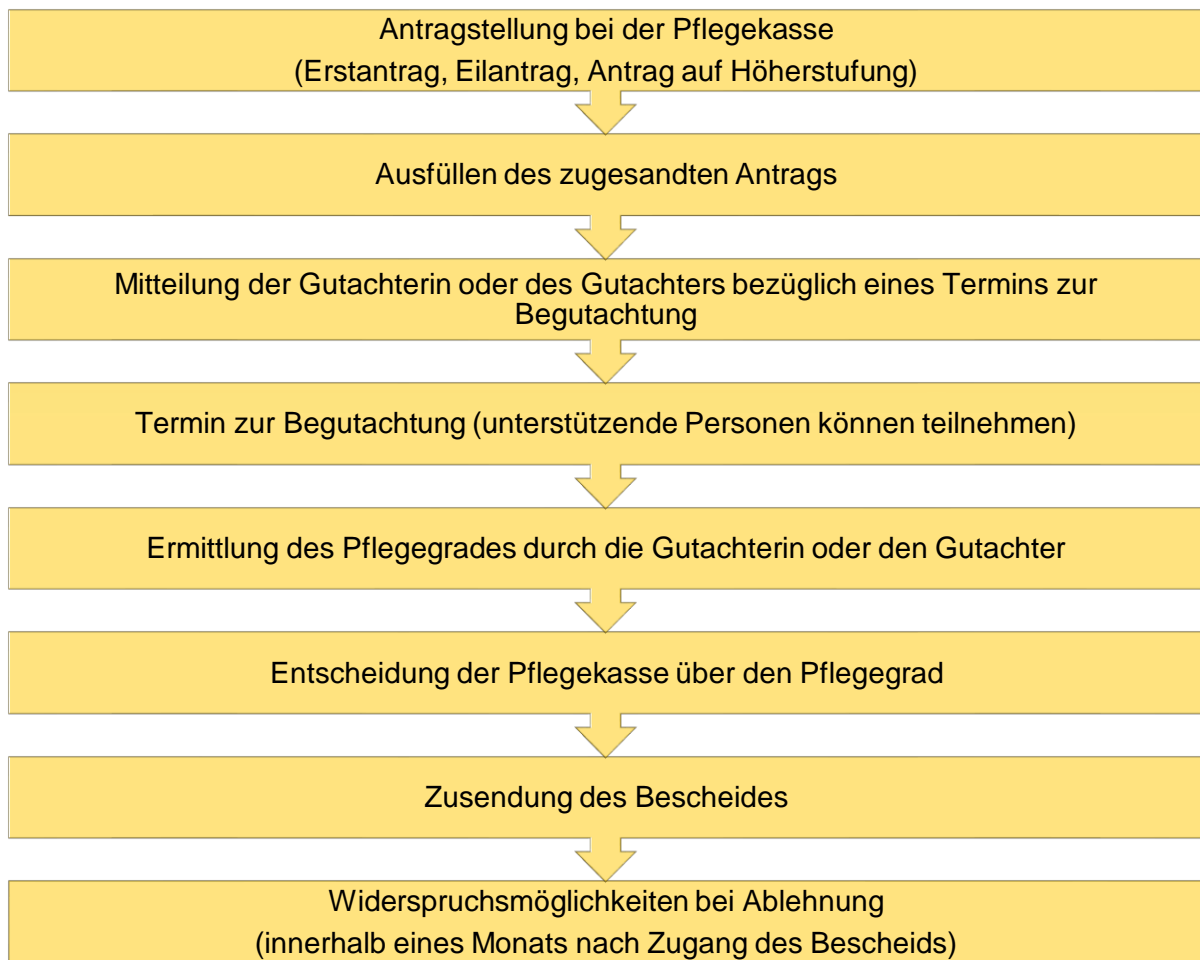 Antragstellung bei der Pflegekasse
(Erstantrag, Eilantrag, Antrag auf Höherstufung)
Ausfüllen des zugesandten Antrags
Mitteilung der Gutachterin oder des Gutachters bezüglich eines Termins zur
Begutachtung
Termin zur Begutachtung (unterstützende Personen können teilnehmen)
Ermittlung des Pflegegrades durch die Gutachterin oder den Gutachter
Entscheidung der Pflegekasse über den Pflegegrad
Zusendung des Bescheides
Widerspruchsmöglichkeiten bei Ablehnung
(innerhalb eines Monats nach Zugang des Bescheids)